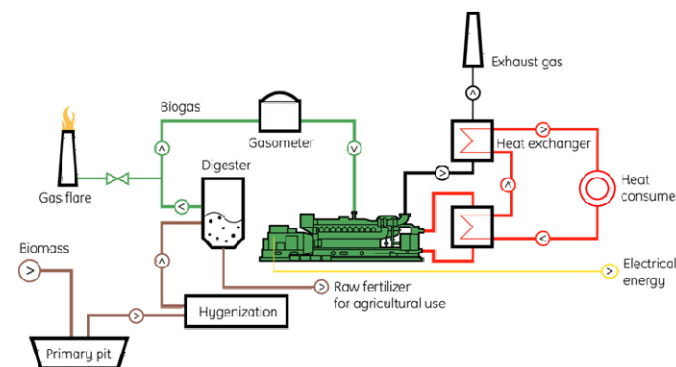 Exhaust gas
Biogas
Gasometer
Heat exchanger
Digester
Gas flare
Heat
consume
Biomass
Electrical
energy
Raw fertilizer
for agricultural use
Hygenization
Primary pit